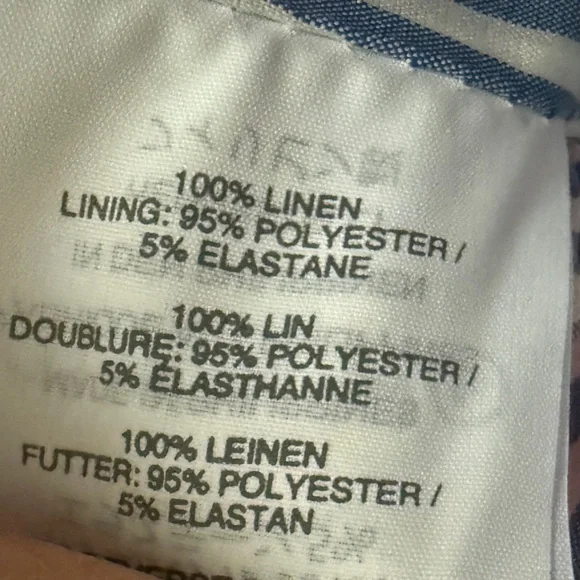 100% LINEN
LINING: 95% POLYESTER /
5% ELASTANE
100% LIN
DOUBLURE: 95% POLYESTER /
5% ÉLASTHANNE
100% LEINEN
FUTTER: 95% POLYESTER /
5% ELASTAN